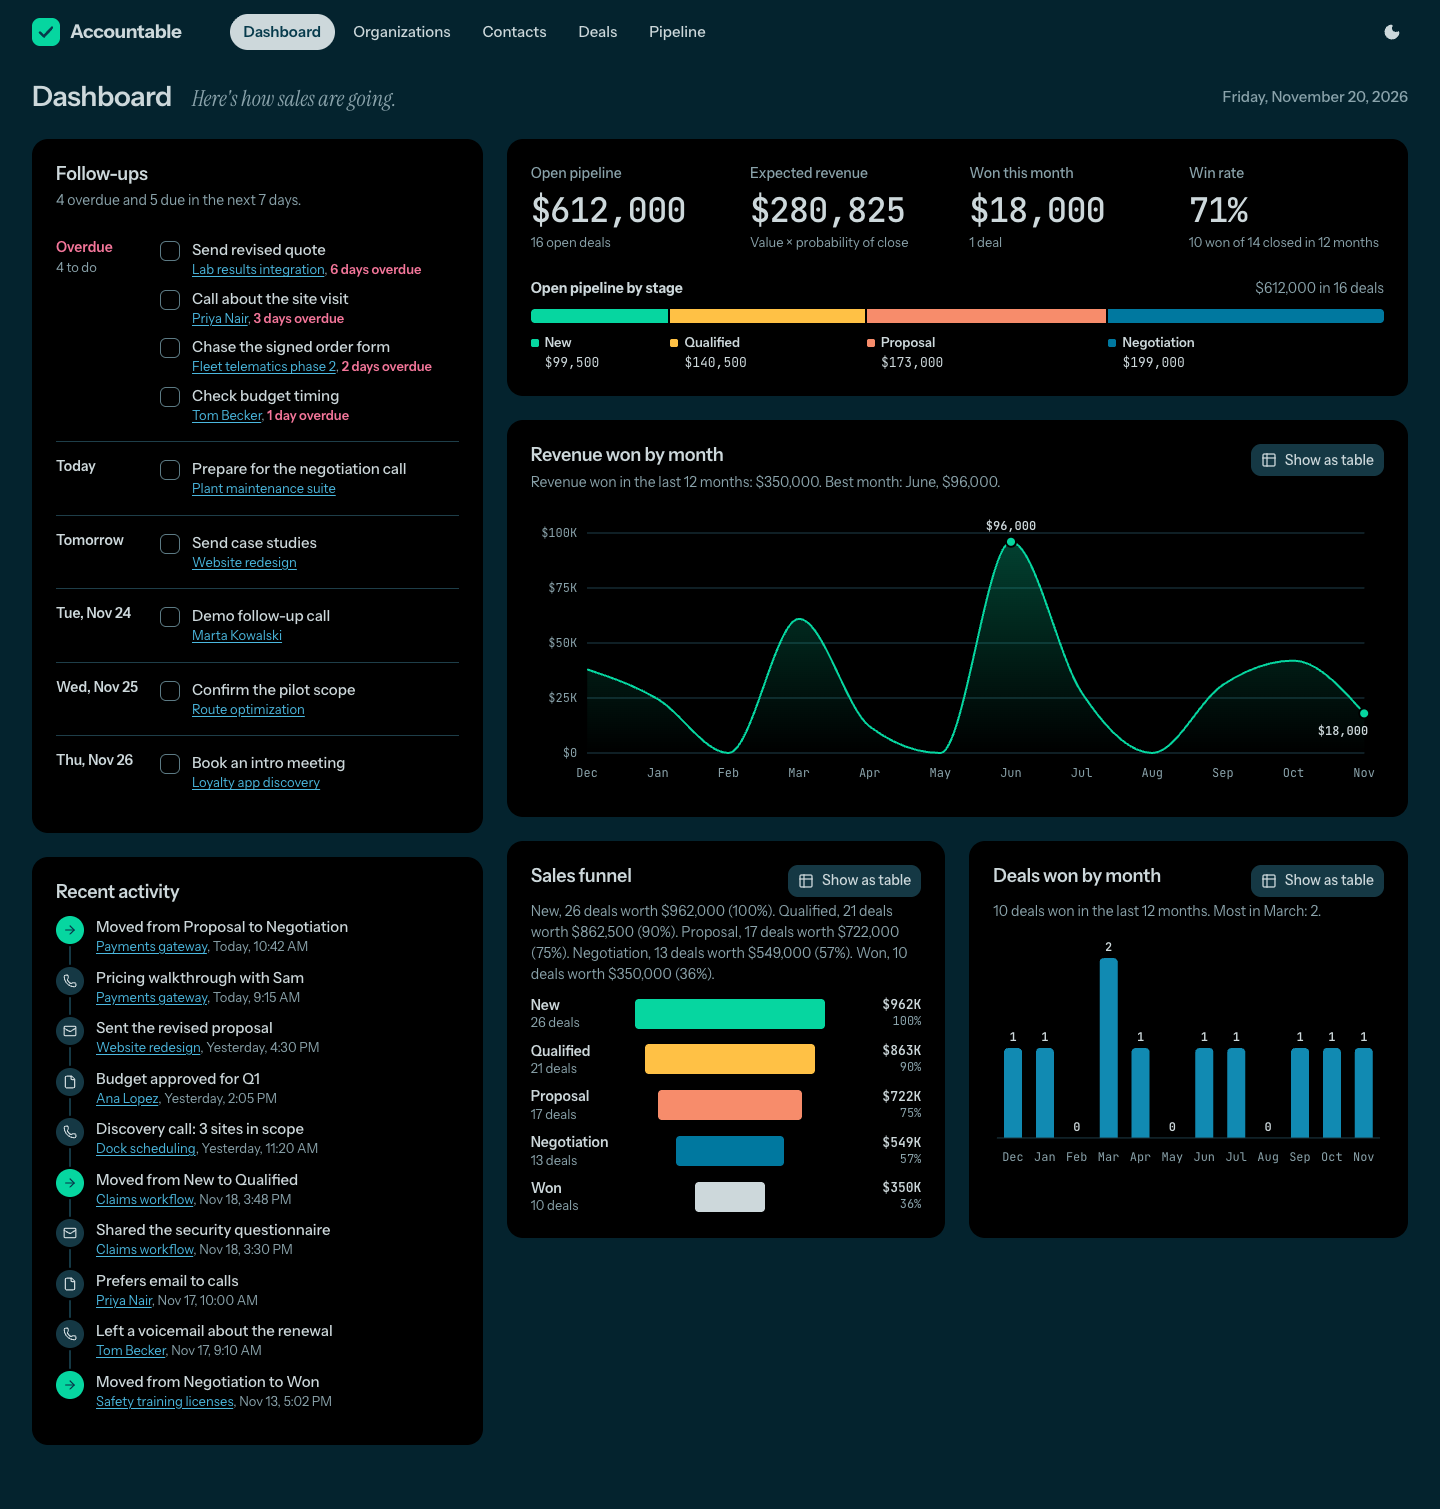 Accountable
Dashboard
Organizations
Contacts
Deals
Pipeline
Dashboard
Here's how sales are going.
Friday, November 20, 2026
Follow-ups
4 overdue and 5 due in the next 7 days.
Overdue
4 to do
Send revised quote
Lab results integration, 6 days overdue
Call about the site visit
Priya Nair, 3 days overdue
Chase the signed order form
Fleet telematics phase 2, 2 days overdue
Check budget timing
Tom Becker, 1 day overdue
Today
Prepare for the negotiation call
Plant maintenance suite
Tomorrow
Send case studies
Website redesign
Tue, Nov 24
Demo follow-up call
Marta Kowalski
Wed, Nov 25
Confirm the pilot scope
Route optimization
Thu, Nov 26
Book an intro meeting
Loyalty app discovery
Recent activity
Moved from Proposal to Negotiation
Payments gateway, Today, 10:42 AM
Pricing walkthrough with Sam
Payments gateway, Today, 9:15 AM
Sent the revised proposal
Website redesign, Yesterday, 4:30 PM
Budget approved for Q1
Ana Lopez, Yesterday, 2:05 PM
Discovery call: 3 sites in scope
Dock scheduling, Yesterday, 11:20 AM
Moved from New to Qualified
Claims workflow, Nov 18, 3:48 PM
Shared the security questionnaire
Claims workflow, Nov 18, 3:30 PM
Prefers email to calls
Priya Nair, Nov 17, 10:00 AM
Left a voicemail about the renewal
Tom Becker, Nov 17, 9:10 AM
Moved from Negotiation to Won
Safety training licenses, Nov 13, 5:02 PM
Open pipeline
$612,000
16 open deals
Expected revenue
$280,825
Value × probability of close
Won this month
$18,000
1 deal
Win rate
71%
10 won of 14 closed in 12 months
Open pipeline by stage
$612,000 in 16 deals
New
$99,500
Qualified
$140,500
Proposal
$173,000
Negotiation
$199,000
Revenue won by month
Show as table
Revenue won in the last 12 months: $350,000. Best month: June, $96,000.
$96,000
$100K
$75K
$50K
$25K
$0
$18,000
Dec Jan Feb Mar Apr May Jun Jul Aug Sep Oct Nov
Sales funnel
Show as table
New, 26 deals worth $962,000 (100%). Qualified, 21 deals
worth $862,500 (90%). Proposal, 17 deals worth $722,000
(75%). Negotiation, 13 deals worth $549,000 (57%). Won, 10
deals worth $350,000 (36%).
New
26 deals
$962K
100%
Qualified
21 deals
$863K
90%
Proposal
17 deals
$722K
75%
Negotiation
13 deals
$549K
57%
Won
10 deals
$350K
36%
Deals won by month
Show as table
10 deals won in the last 12 months. Most in March: 2.
1 1 0 2 1 0 1 1 0 1 1 1
Dec Jan Feb Mar Apr May Jun Jul Aug Sep Oct Nov